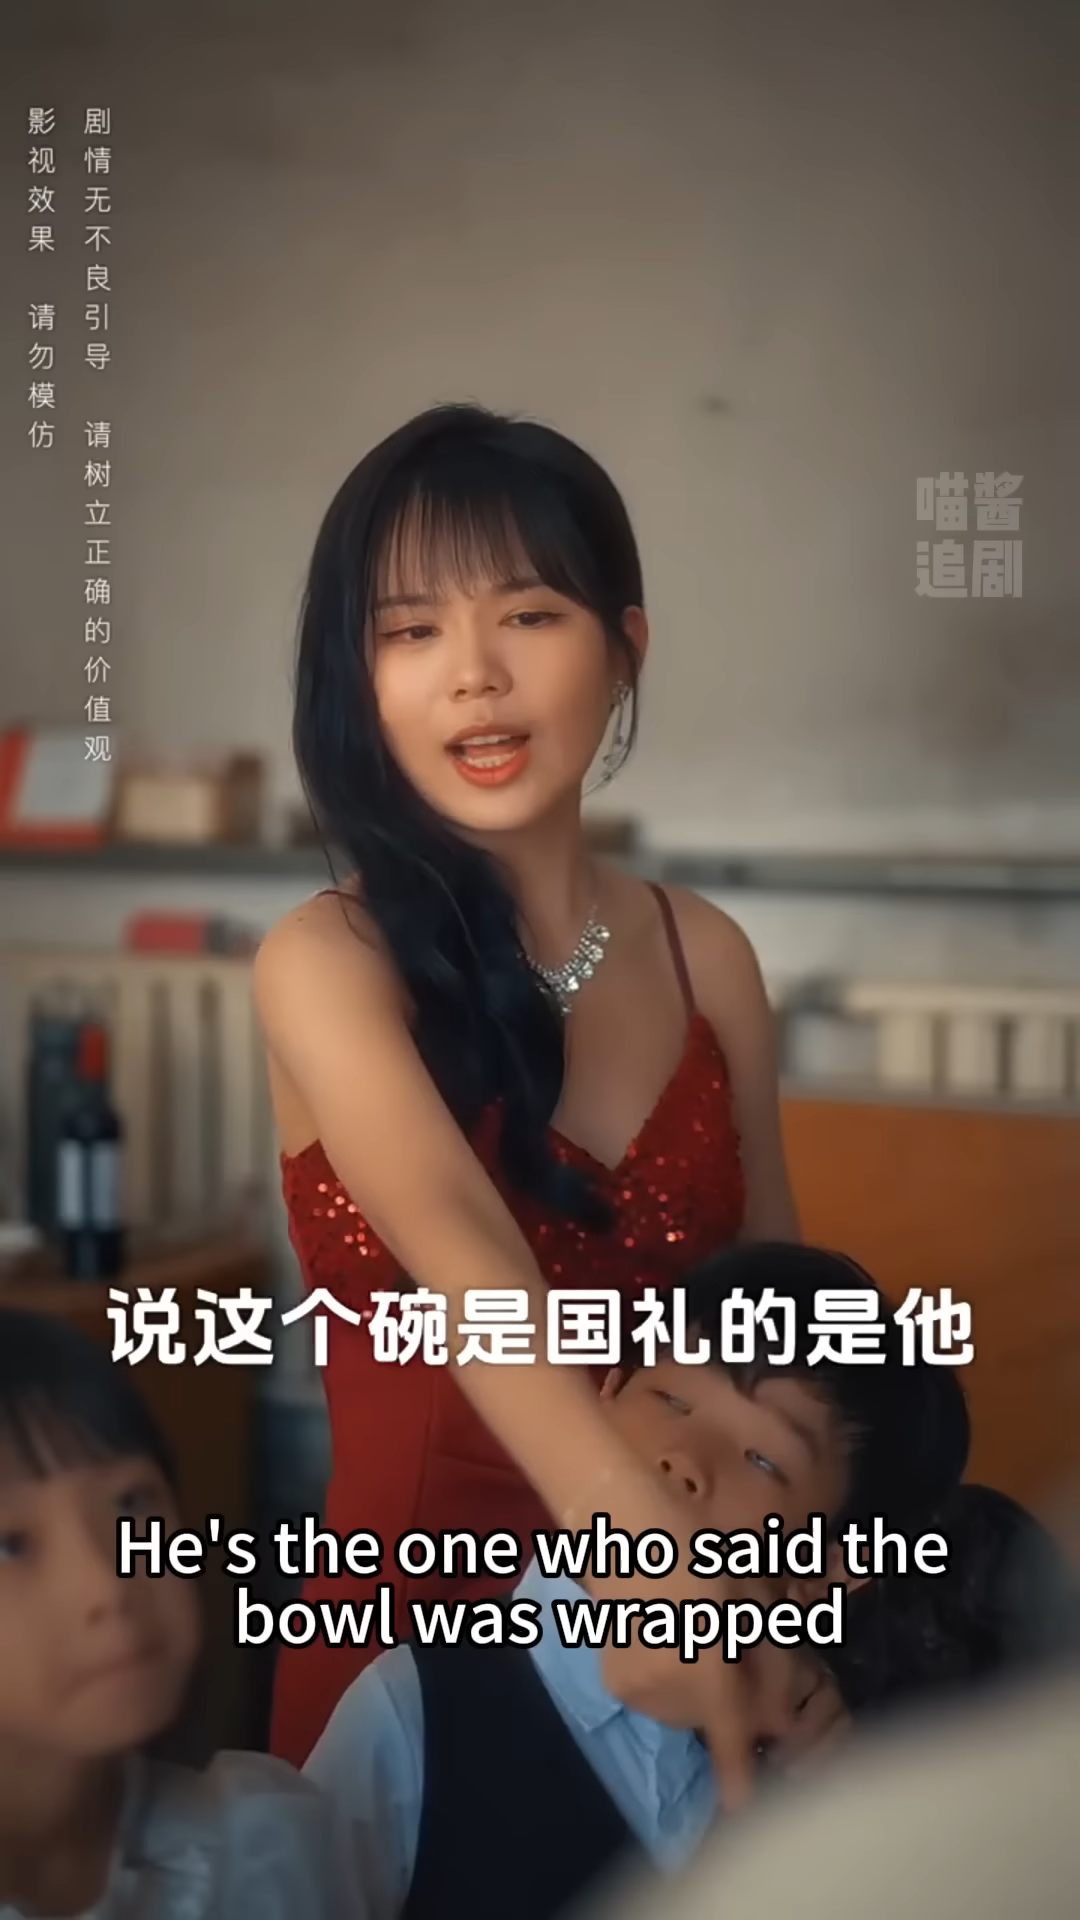 剧情无不良引导 请树立正确的价值观
影视效果 请勿模仿
喵酱
追剧
说这个碗是国礼的是他
He's the one who said the
bowl was wrapped